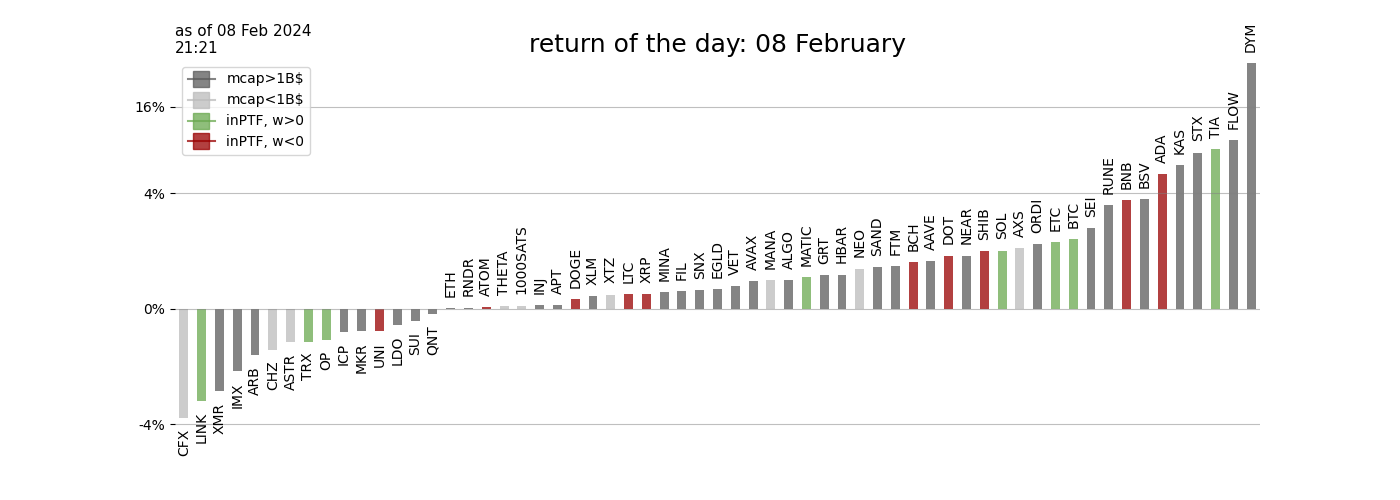 as of 08 Feb 2024
21:21
return of the day: 08 February
mcap>1B$
mcap<1B$
inPTF, w>0
inPTF, w<0
16%
4%
0%
-4%
CFX
LINK
XMR
IMX
ARB
CHZ
ASTR
TRX
OP
ICP
MKR
UNI
LDO
SUI
QNT
ETH
RNDR
ATOM
THETA
1000SATS
INJ
APT
DOGE
XLM
XTZ
LTC
XRP
MINA
FIL
SNX
EGLD
VET
AVAX
MANA
ALGO
MATIC
GRT
HBAR
NEO
SAND
FTM
BCH
AAVE
DOT
NEAR
SHIB
SOL
AXS
ORDI
ETC
BTC
SEI
RUNE
BNB
BSV
ADA
KAS
STX
TIA
FLOW
DYM